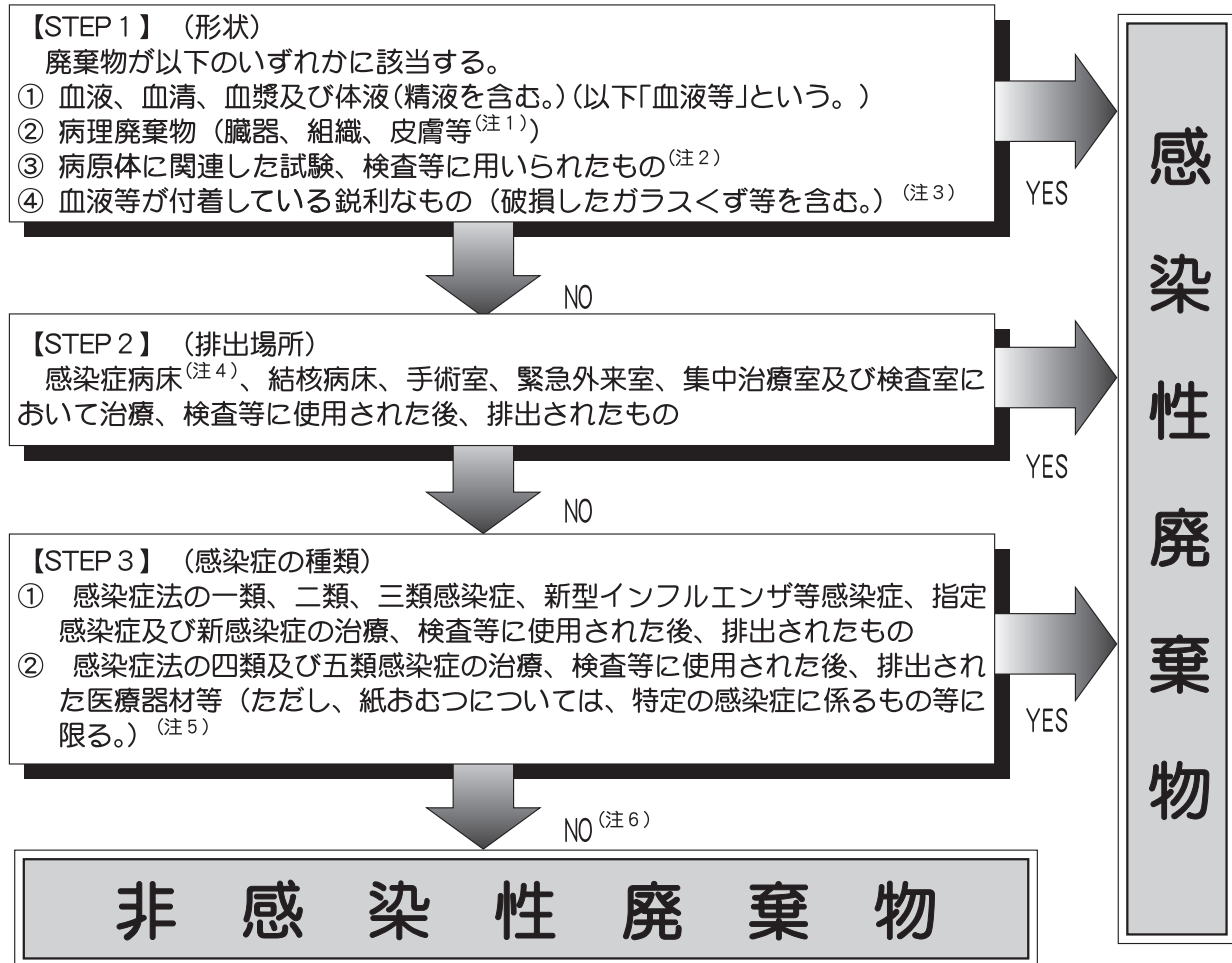 【STEP1】（形状）
廃棄物が以下のいずれかに該当する。
① 血液、血清、血漿及び体液(精液を含む。)(以下｢血液等｣という。)
② 病理廃棄物（臓器、組織、皮膚等(注1)）
③ 病原体に関連した試験、検査等に用いられたもの(注2)
④ 血液等が付着している鋭利なもの（破損したガラスくず等を含む。）(注3)
YES
NO
【STEP2】（排出場所）
感染症病床(注4)、結核病床、手術室、緊急外来室、集中治療室及び検査室に
おいて治療、検査等に使用された後、排出されたもの
YES
NO
【STEP3】（感染症の種類）
① 感染症法の一類、二類、三類感染症、新型インフルエンザ等感染症、指定
感染症及び新感染症の治療、検査等に使用された後、排出されたもの
② 感染症法の四類及び五類感染症の治療、検査等に使用された後、排出され
た医療器材等（ただし、紙おむつについては、特定の感染症に係るもの等に
限る。）(注5)
YES
NO(注6)
非感染性廃棄物
感染性廃棄物